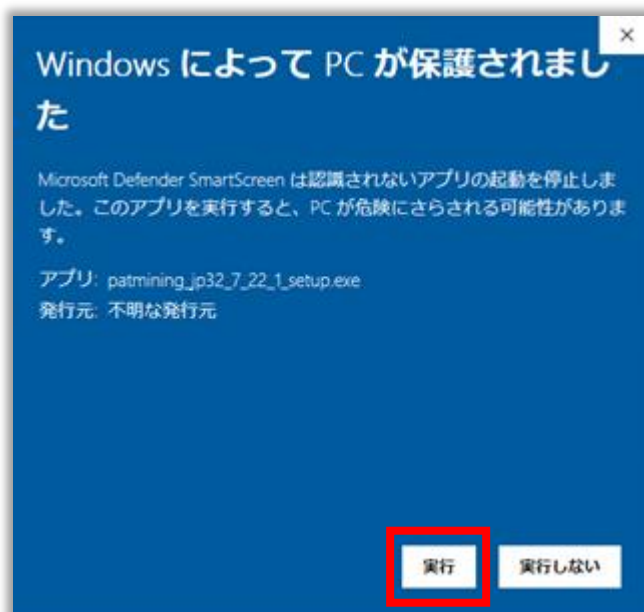 Windows によって PC が保護されまし
た
Microsoft Defender SmartScreen は認識されないアプリの起動を停止しま
した。このアプリを実行すると、PC が危険にさらされる可能性がありま
す。
アプリ: patmining_jp32_7_22_1_setup.exe
発行元: 不明な発行元
実行 実行しない